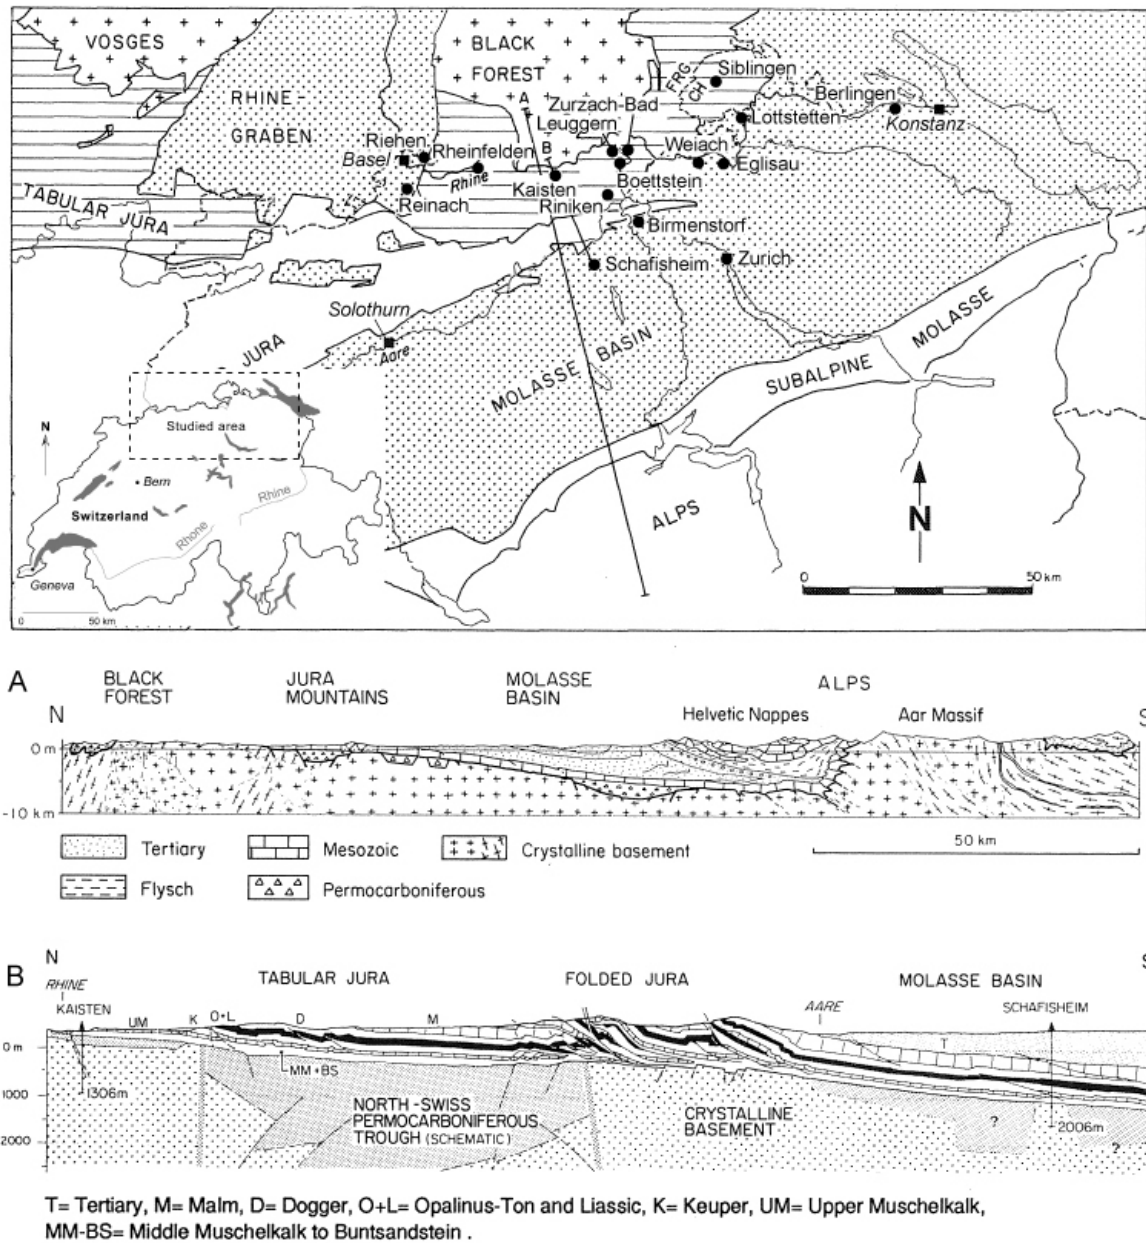 VOSGES
BLACK
FOREST
RHINE-
GRABEN
FRG
CH
Siblingen
Berlingen
A
Zurzach-Bad
Leuggern
Lottstetten
Konstanz
Riehen
Basel
Rheinfelden
B
Weiach
Eglisau
Rhine
Kaisten
Boettstein
Reinach
Riniken
TABULAR JURA
Birmenstorf
Schafisheim
Zurich
Solothurn
Aare
JURA
MOLASSE BASIN
SUBALPINE MOLASSE
ALPS
N
0 50 km
N
Studied area
Bern
Switzerland
Rhine
Rhone
Geneva
0 50 km
A
BLACK
FOREST
JURA
MOUNTAINS
MOLASSE
BASIN
ALPS
N
Helvetic Nappes
Aar Massif
S
0 m
0 m
-10 km
Tertiary
Mesozoic
Crystalline basement
50 km
Flysch
Permocarboniferous
B
N
S
TABULAR JURA
FOLDED JURA
MOLASSE BASIN
RHINE
KAISTEN
AARE
SCHAFISHEIM
UM
K
O+L
D
M
T
0 m
MM+BS
1306m
1000
NORTH-SWISS
PERMOCARBONIFEROUS
TROUGH (SCHEMATIC)
CRYSTALLINE
BASEMENT
?
2006m
2000
?
T= Tertiary, M= Malm, D= Dogger, O+L= Opalinus-Ton and Liassic, K= Keuper, UM= Upper Muschelkalk,
MM-BS= Middle Muschelkalk to Buntsandstein .